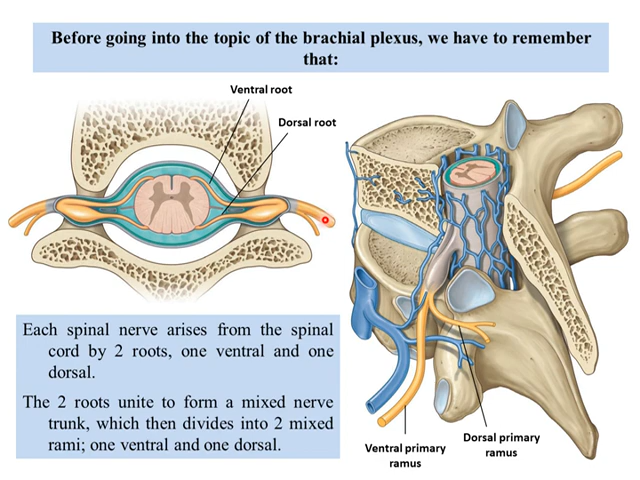 Before going into the topic of the brachial plexus, we have to remember
that:
Ventral root
Dorsal root
Each spinal nerve arises from the spinal
cord by 2 roots, one ventral and one
dorsal.
The 2 roots unite to form a mixed nerve
trunk, which then divides into 2 mixed
rami; one ventral and one dorsal.
Ventral primary
ramus
Dorsal primary
ramus